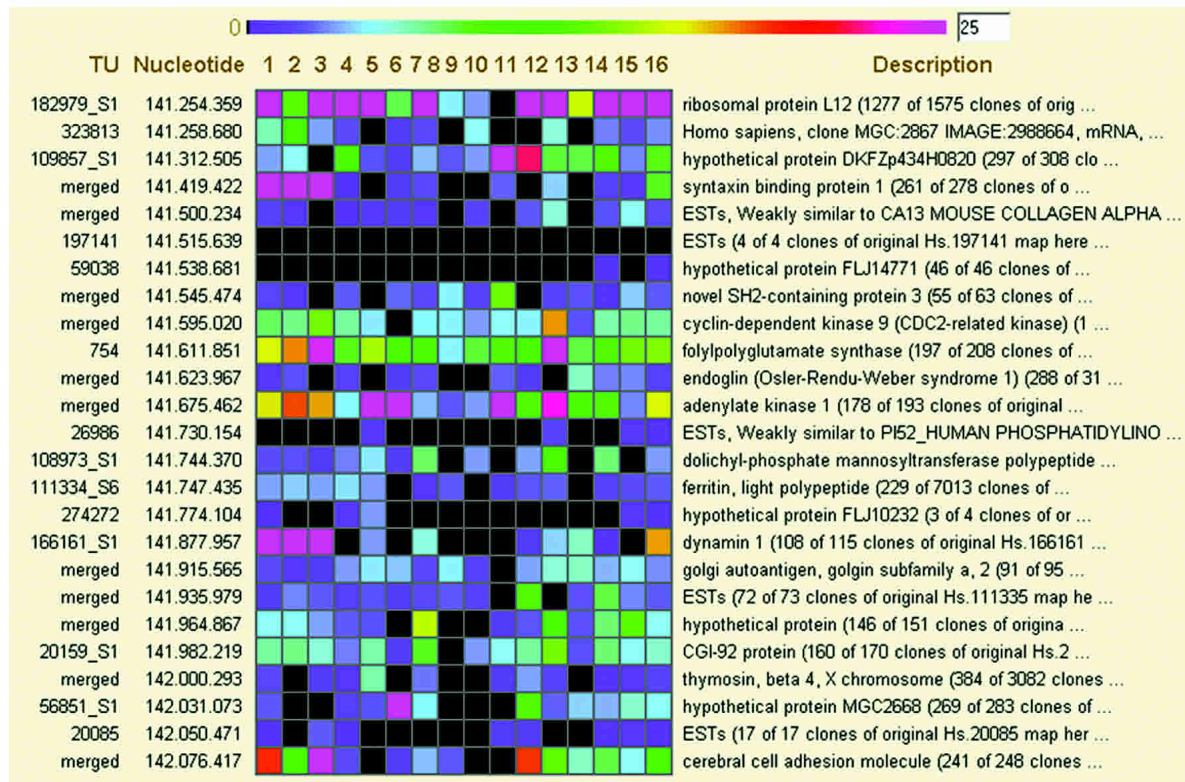 0 25
TU Nucleotide 1 2 3 4 5 6 7 8 9 10 11 12 13 14 15 16 Description
182979_S1 141.254.359 ribosomal protein L12 (1277 of 1575 clones of orig ...
323813 141.258.680 Homo sapiens, clone MGC:2867 IMAGE:2988664, mRNA, ...
109857_S1 141.312.505 hypothetical protein DKFZp434H0820 (297 of 308 clo ...
merged 141.419.422 syntaxin binding protein 1 (261 of 278 clones of o ...
merged 141.500.234 ESTs, Weakly similar to CA13 MOUSE COLLAGEN ALPHA ...
197141 141.515.639 ESTs (4 of 4 clones of original Hs.197141 map here ...
59038 141.538.681 hypothetical protein FLJ14771 (46 of 46 clones of ...
merged 141.545.474 novel SH2-containing protein 3 (55 of 63 clones of ...
merged 141.595.020 cyclin-dependent kinase 9 (CDC2-related kinase) (1 ...
754 141.611.851 folylpolyglutamate synthase (197 of 208 clones of ...
merged 141.623.967 endoglin (Osler-Rendu-Weber syndrome 1) (288 of 31 ...
merged 141.675.462 adenylate kinase 1 (178 of 193 clones of original ...
26986 141.730.154 ESTs, Weakly similar to PI52_HUMAN PHOSPHATIDYLINO ...
108973_S1 141.744.370 dolichyl-phosphate mannosyltransferase polypeptide ...
111334_S6 141.747.435 ferritin, light polypeptide (229 of 7013 clones of ...
274272 141.774.104 hypothetical protein FLJ10232 (3 of 4 clones of or ...
166161_S1 141.877.957 dynamin 1 (108 of 115 clones of original Hs.166161 ...
merged 141.915.565 golgi autoantigen, golgin subfamily a, 2 (91 of 95 ...
merged 141.935.979 ESTs (72 of 73 clones of original Hs.111335 map he ...
merged 141.964.867 hypothetical protein (146 of 151 clones of origina ...
20159_S1 141.982.219 CGI-92 protein (160 of 170 clones of original Hs.2 ...
merged 142.000.293 thymosin, beta 4, X chromosome (384 of 3082 clones ...
56851_S1 142.031.073 hypothetical protein MGC2668 (269 of 283 clones of ...
20085 142.050.471 ESTs (17 of 17 clones of original Hs.20085 map her ...
merged 142.076.417 cerebral cell adhesion molecule (241 of 248 clones ...